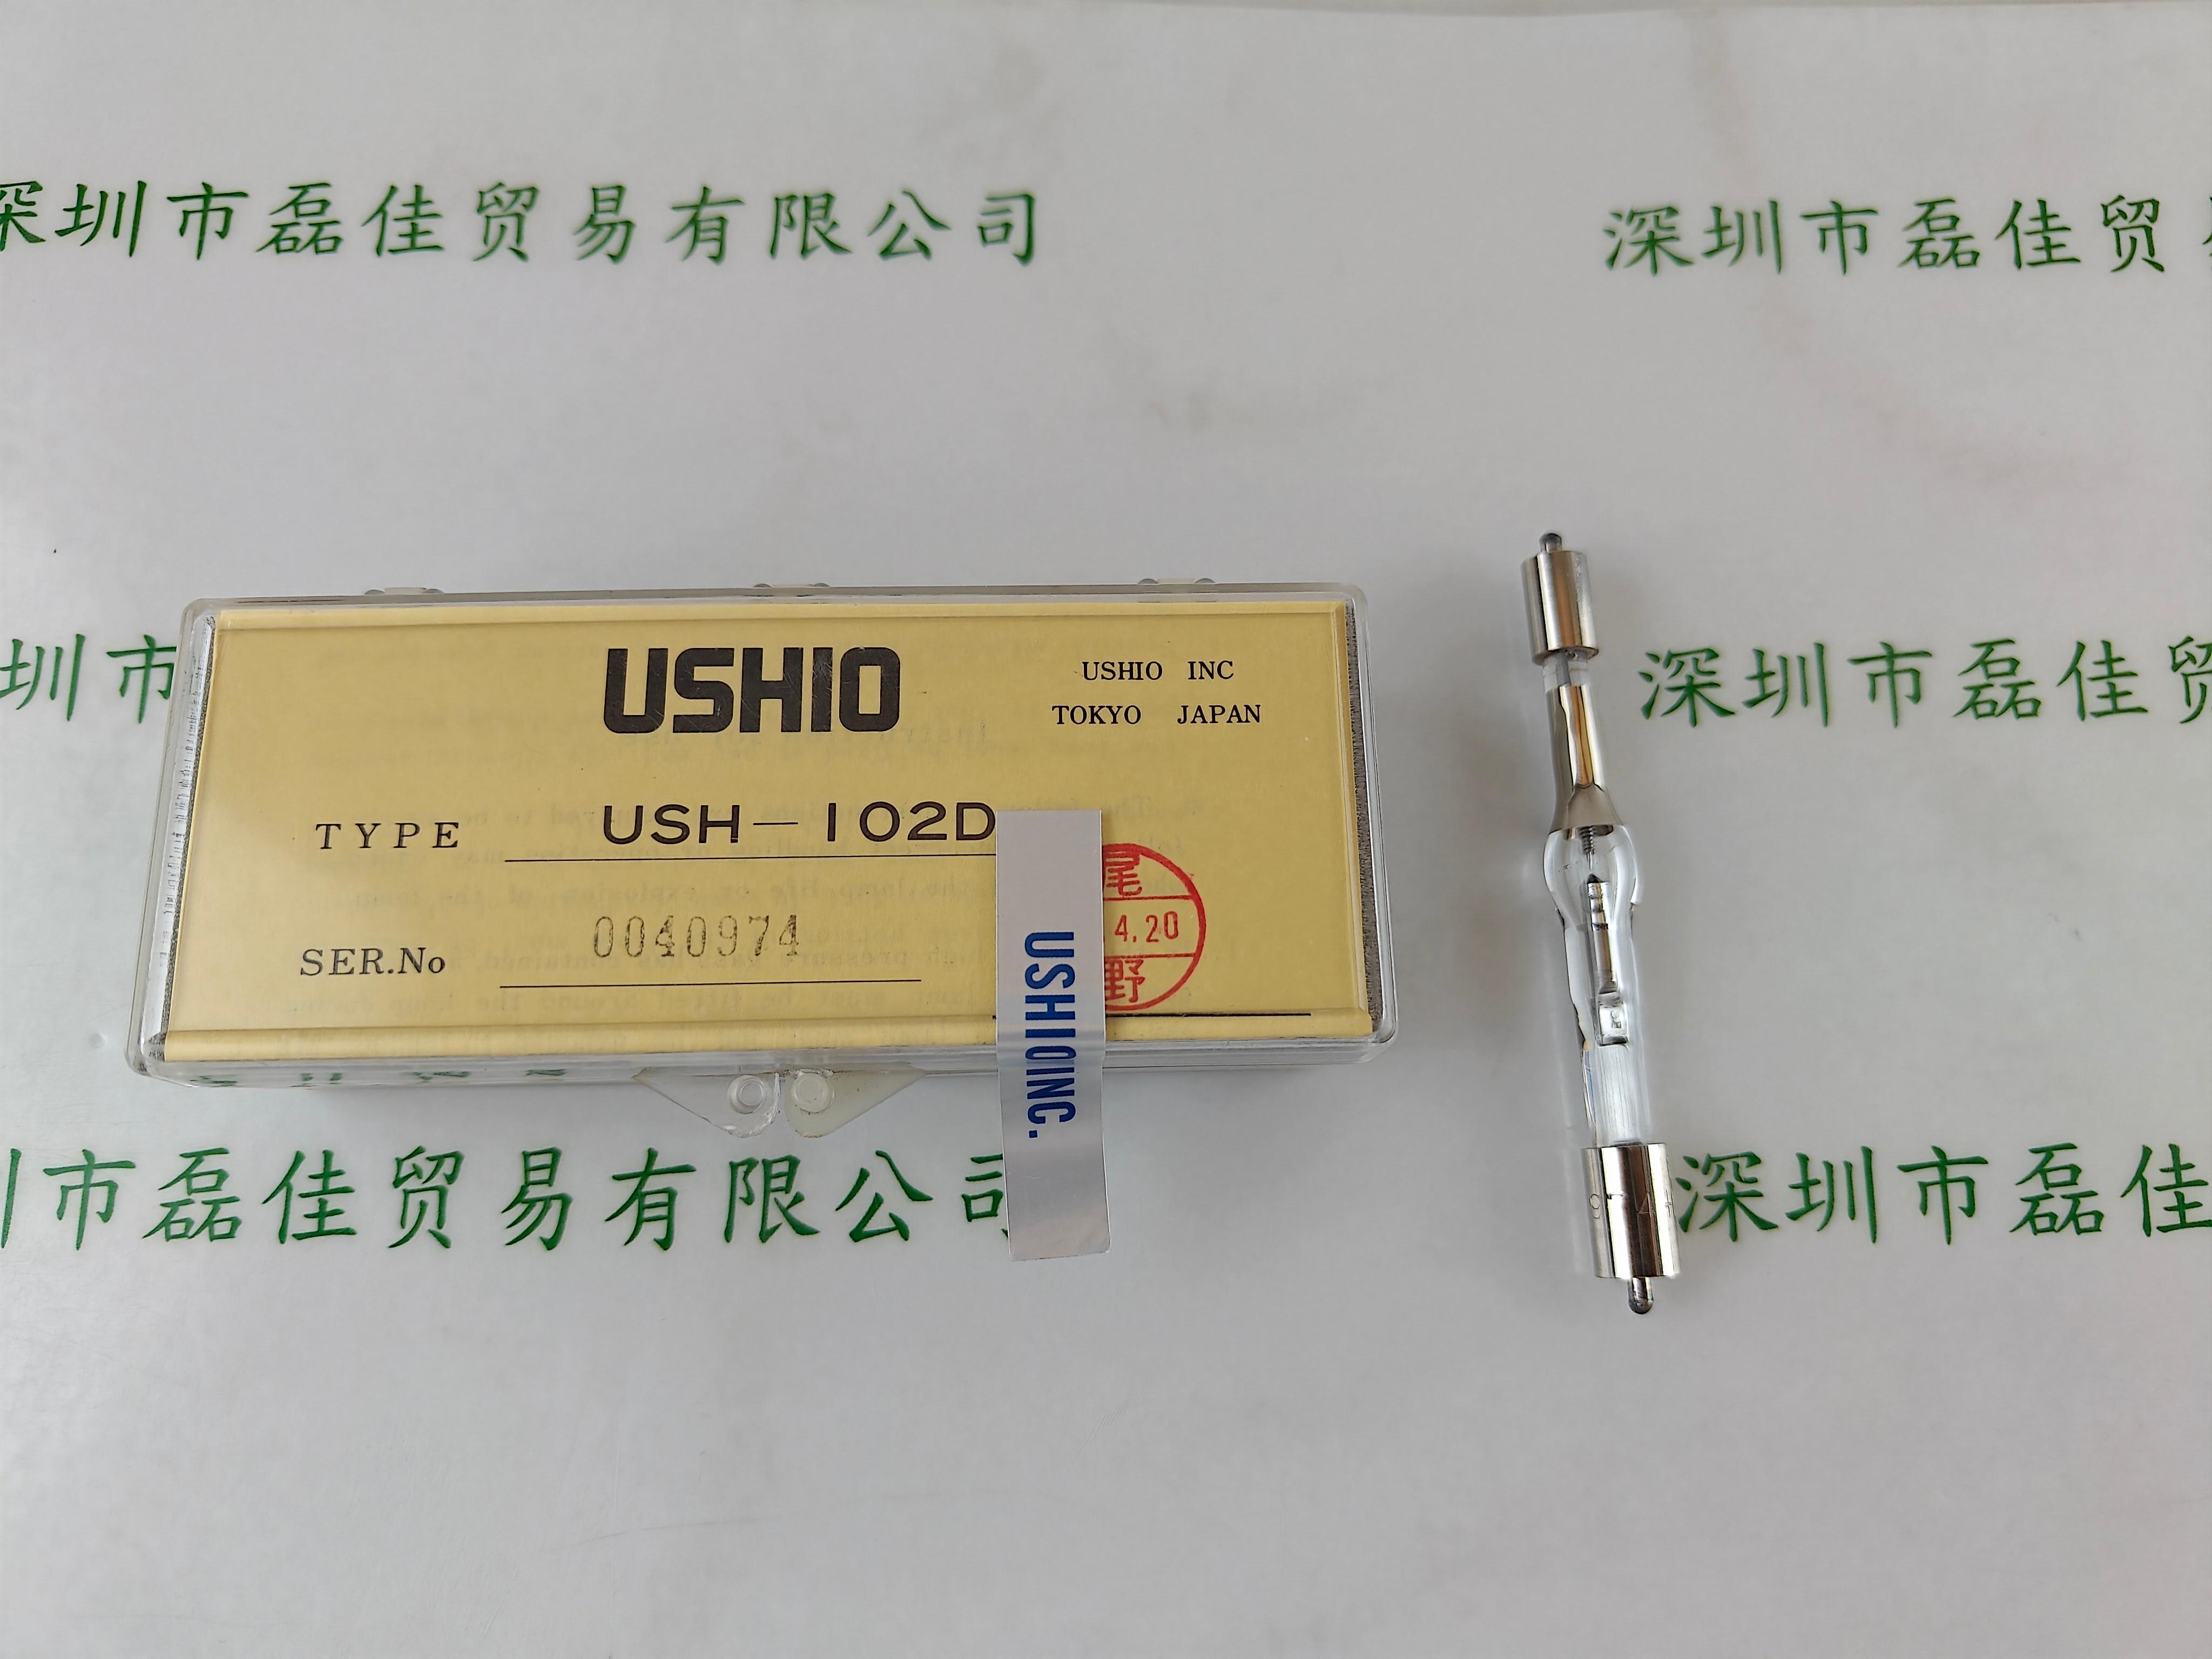 深圳市磊佳贸易有限公司
深圳市磊佳贸
圳市
深圳市磊佳贸
USHIO
USHIO INC
TOKYO JAPAN
TYPE USH-102D
SER.No 0040974
尾
4.20
野
USHIOINC.
圳市磊佳贸易有限公司
深圳市磊佳